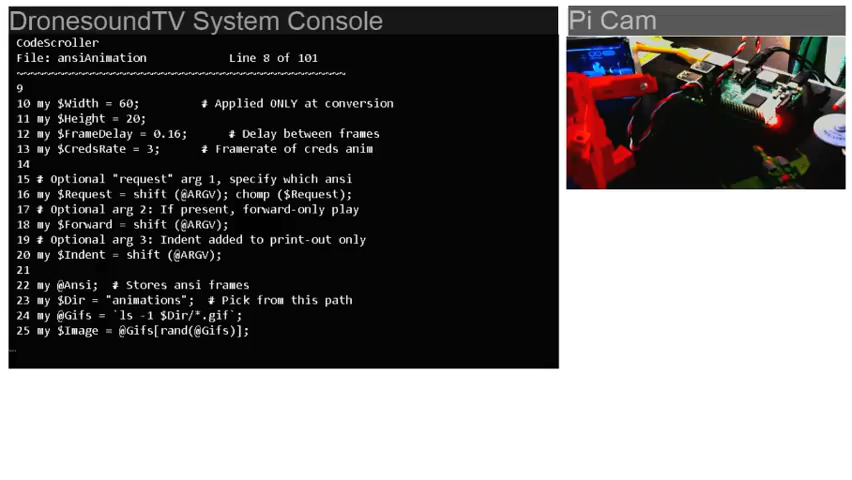 DronesoundTV System Console
Pi Cam
CodeScroller
File: ansiAnimation Line 8 of 101
~~~~~~~~~~~~~~~~~~~~~~~~~~~~~~~~~~~~~~~~~~~~~~~~
9
10 my $Width = 60; # Applied ONLY at conversion
11 my $Height = 20;
12 my $FrameDelay = 0.16; # Delay between frames
13 my $CredsRate = 3; # Framerate of creds anim
14
15 # Optional "request" arg 1, specify which ansi
16 my $Request = shift (@ARGV); chomp ($Request);
17 # Optional arg 2: If present, forward-only play
18 my $Forward = shift (@ARGV);
19 # Optional arg 3: Indent added to print-out only
20 my $Indent = shift (@ARGV);
21
22 my @Ansi; # Stores ansi frames
23 my $Dir = "animations"; # Pick from this path
24 my @Gifs = `ls -1 $Dir/*.gif`;
25 my $Image = @Gifs[rand(@Gifs)];